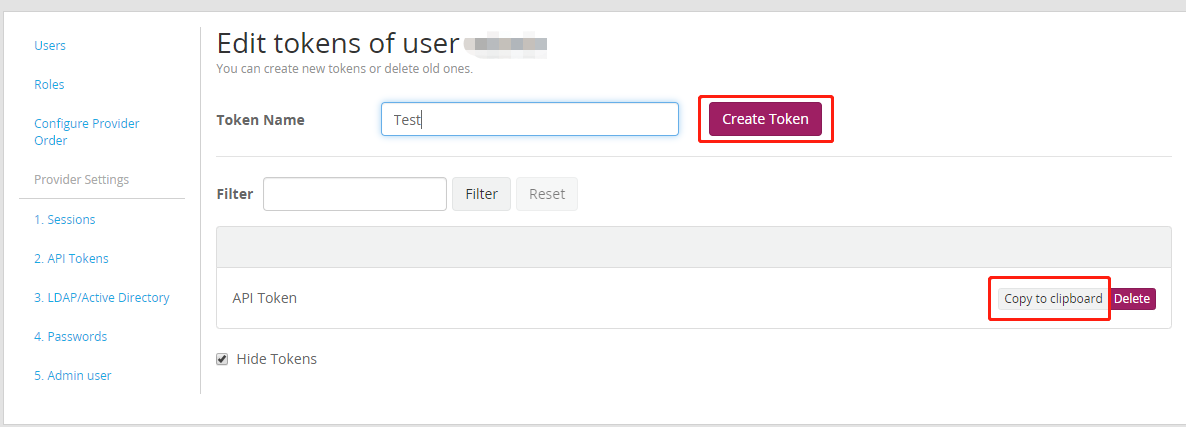 Users
Roles
Configure Provider
Order
Provider Settings
1. Sessions
2. API Tokens
3. LDAP/Active Directory
4. Passwords
5. Admin user
Edit tokens of user
You can create new tokens or delete old ones.
Token Name Test Create Token
Filter Filter Reset
API Token Copy to clipboard Delete
Hide Tokens